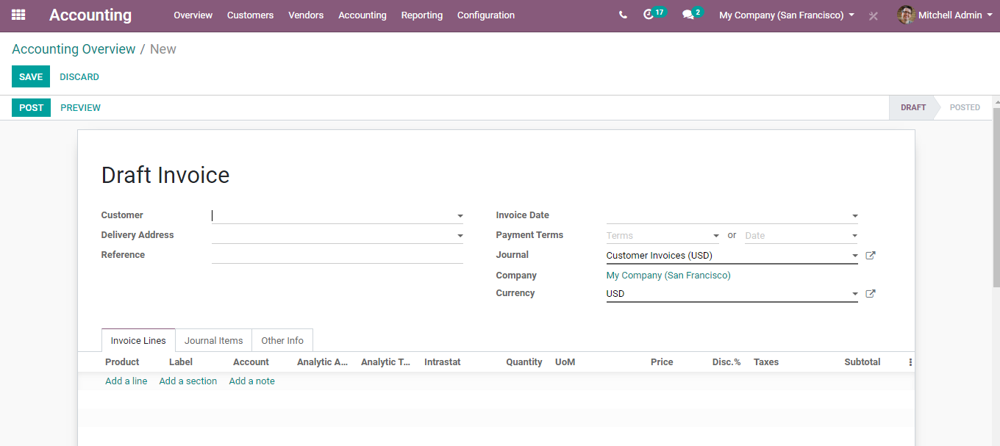 Accounting Overview Customers Vendors Accounting Reporting Configuration 17 2 My Company (San Francisco) Mitchell Admin
Accounting Overview / New
SAVE DISCARD
POST PREVIEW DRAFT POSTED
Draft Invoice
Customer Invoice Date
Delivery Address Payment Terms Terms or Date
Reference Journal Customer Invoices (USD)
Company My Company (San Francisco)
Currency USD
Invoice Lines Journal Items Other Info
Product Label Account Analytic A... Analytic T... Intrastat Quantity UoM Price Disc.% Taxes Subtotal
Add a line Add a section Add a note